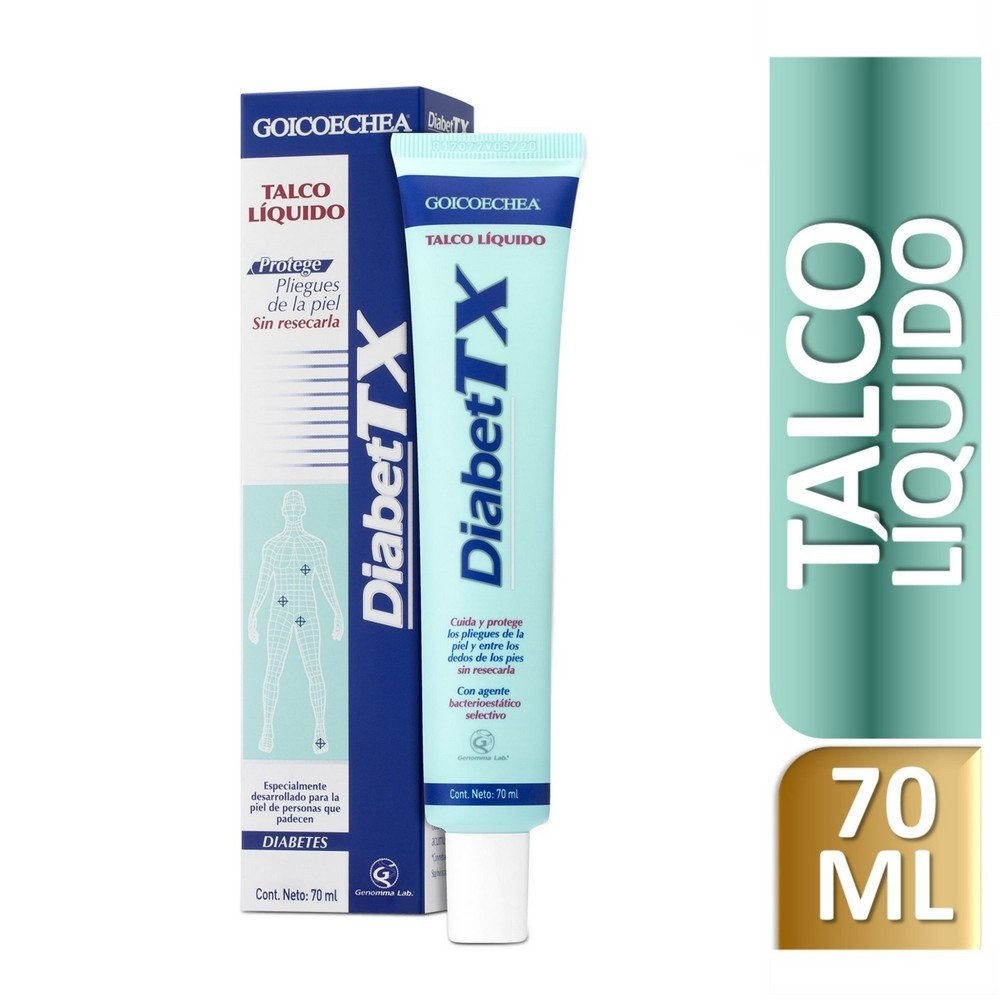 GOICOECHEA
TALCO
LÍQUIDO
Protege
Pliegues
de la piel
Sin resecarla
DiabetTX
Especialmente
desarrollado para la
piel de personas que
padecen
DIABETES
Cont. Neto: 70 ml
Genomma Lab.
DiabetTX
GOICOECHEA
TALCO LÍQUIDO
DiabetTX
Cuida y protege
los pliegues de la
piel y entre los
dedos de los pies
sin resecarla
Con agente
bacterioestático
selectivo
Genomma Lab.
Cont. Neto: 70 ml
TALCO
LIQUIDO
70
ML